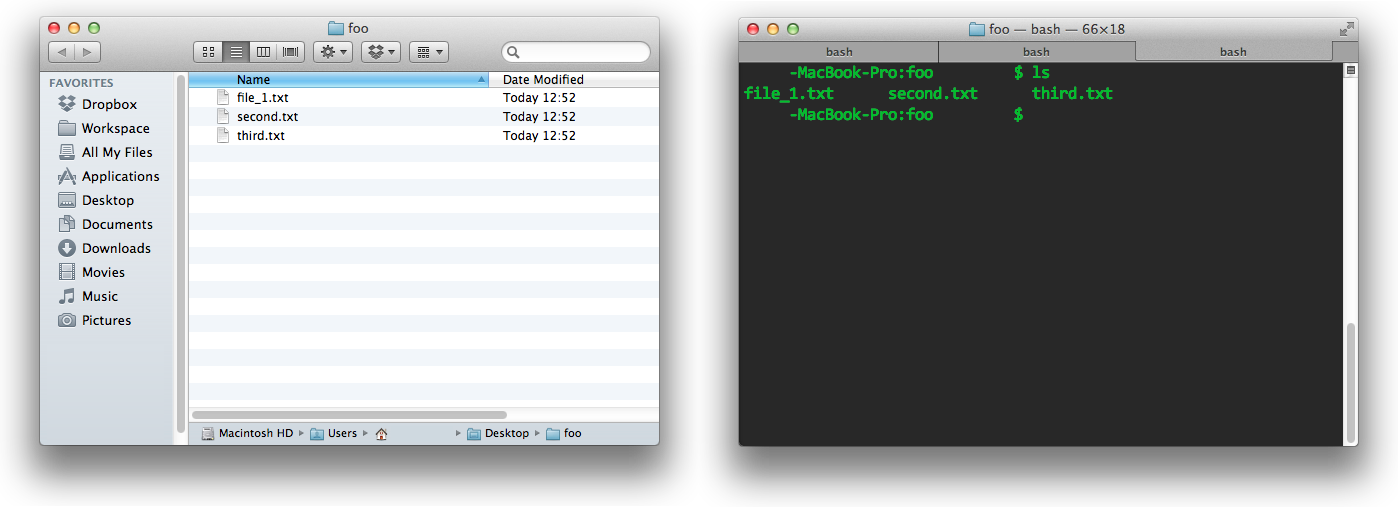 foo
FAVORITES
Dropbox
Workspace
All My Files
Applications
Desktop
Documents
Downloads
Movies
Music
Pictures
Name Date Modified
file_1.txt Today 12:52
second.txt Today 12:52
third.txt Today 12:52
Macintosh HD Users Desktop foo
foo — bash — 66×18
bash bash bash
-MacBook-Pro:foo $ ls
file_1.txt second.txt third.txt
-MacBook-Pro:foo $